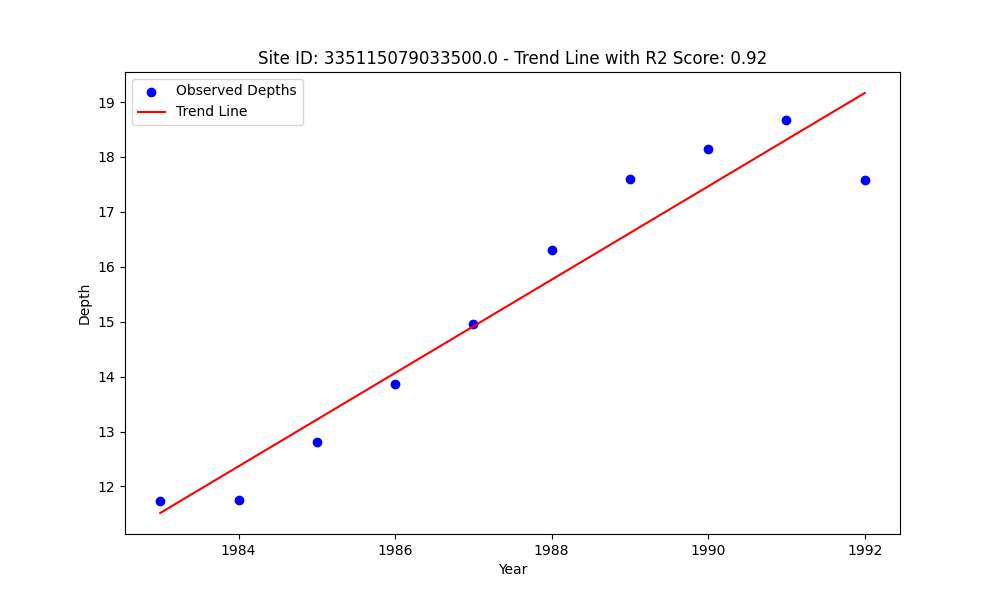 Site ID: 335115079033500.0 - Trend Line with R2 Score: 0.92
Observed Depths
Trend Line
19
18
17
16
15
14
13
12
Depth
1984 1986 1988 1990 1992
Year